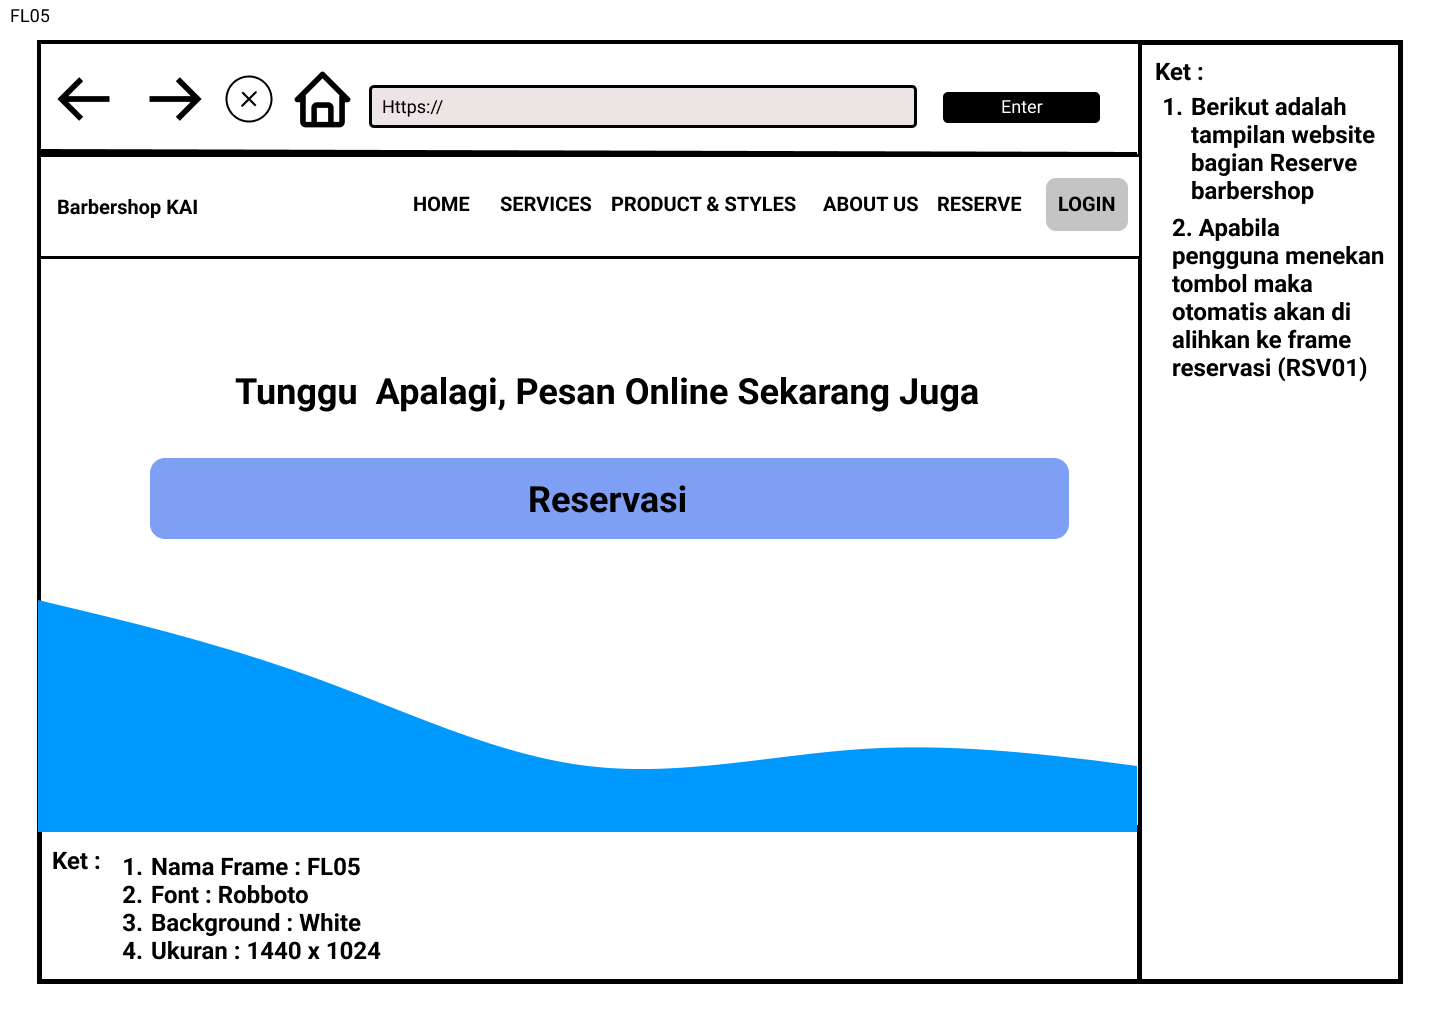 FL05
Https://
Enter
Barbershop KAI
HOME SERVICES PRODUCT & STYLES ABOUT US RESERVE LOGIN
Tunggu  Apalagi, Pesan Online Sekarang Juga
Reservasi
Ket :
1. Nama Frame : FL05
2. Font : Robboto
3. Background : White
4. Ukuran : 1440 x 1024
Ket :
1. Berikut adalah
tampilan website
bagian Reserve
barbershop
2. Apabila
pengguna menekan
tombol maka
otomatis akan di
alihkan ke frame
reservasi (RSV01)